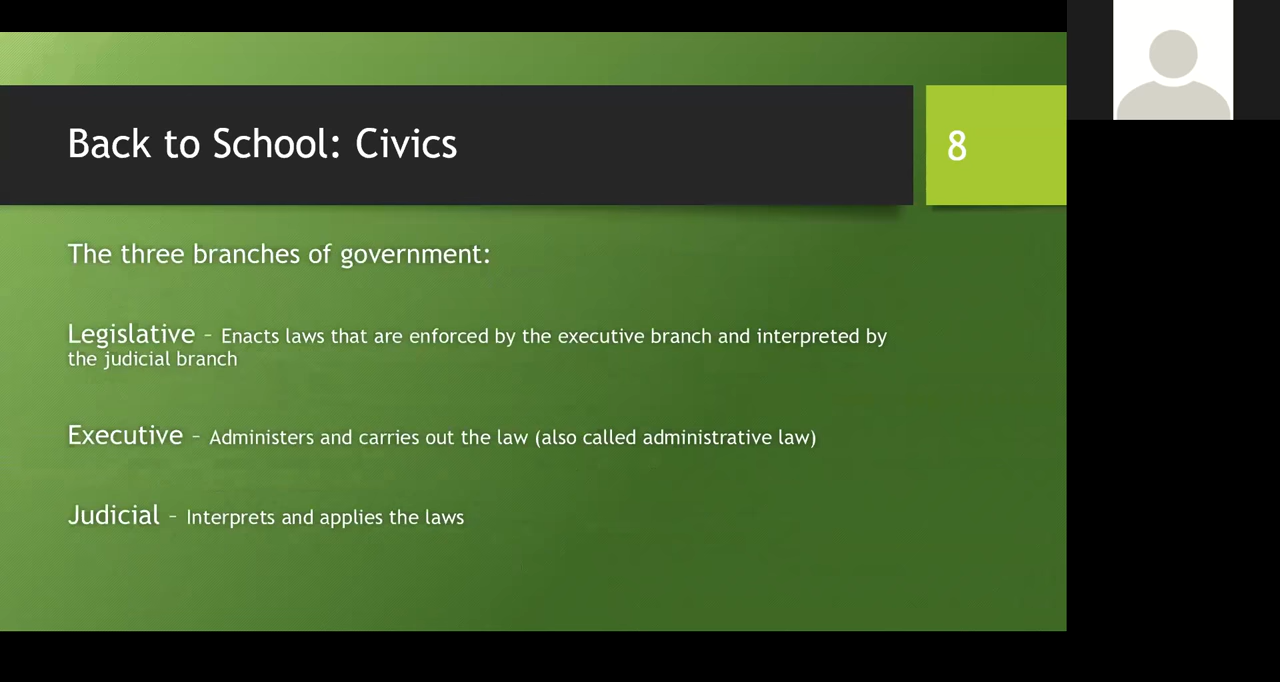 Back to School: Civics
8
The three branches of government:
Legislative – Enacts laws that are enforced by the executive branch and interpreted by
the judicial branch
Executive – Administers and carries out the law (also called administrative law)
Judicial – Interprets and applies the laws